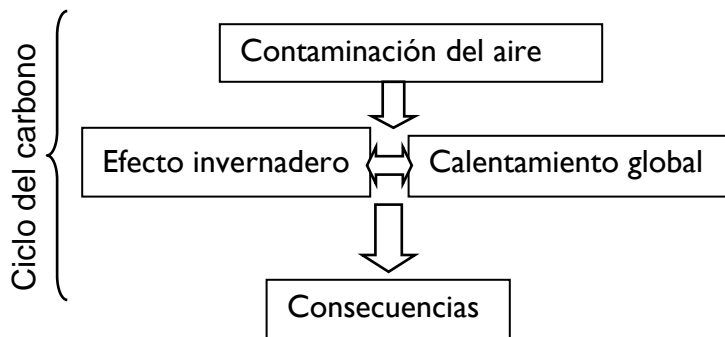 Contaminación del aire
Efecto invernadero
Calentamiento global
Consecuencias
Ciclo del carbono